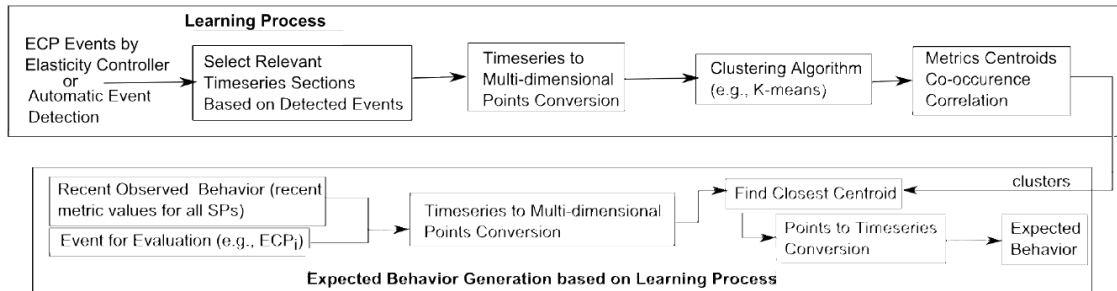 Learning Process
ECP Events by
Elasticity Controller
or
Automatic Event
Detection
Select Relevant
Timeseries Sections
Based on Detected Events
Timeseries to
Multi-dimensional
Points Conversion
Clustering Algorithm
(e.g., K-means)
Metrics Centroids
Co-occurence
Correlation
clusters
Recent Observed Behavior (recent
metric values for all SPs)
Event for Evaluation (e.g., ECPi)
Timeseries to Multi-dimensional
Points Conversion
Find Closest Centroid
Points to Timeseries
Conversion
Expected
Behavior
Expected Behavior Generation based on Learning Process